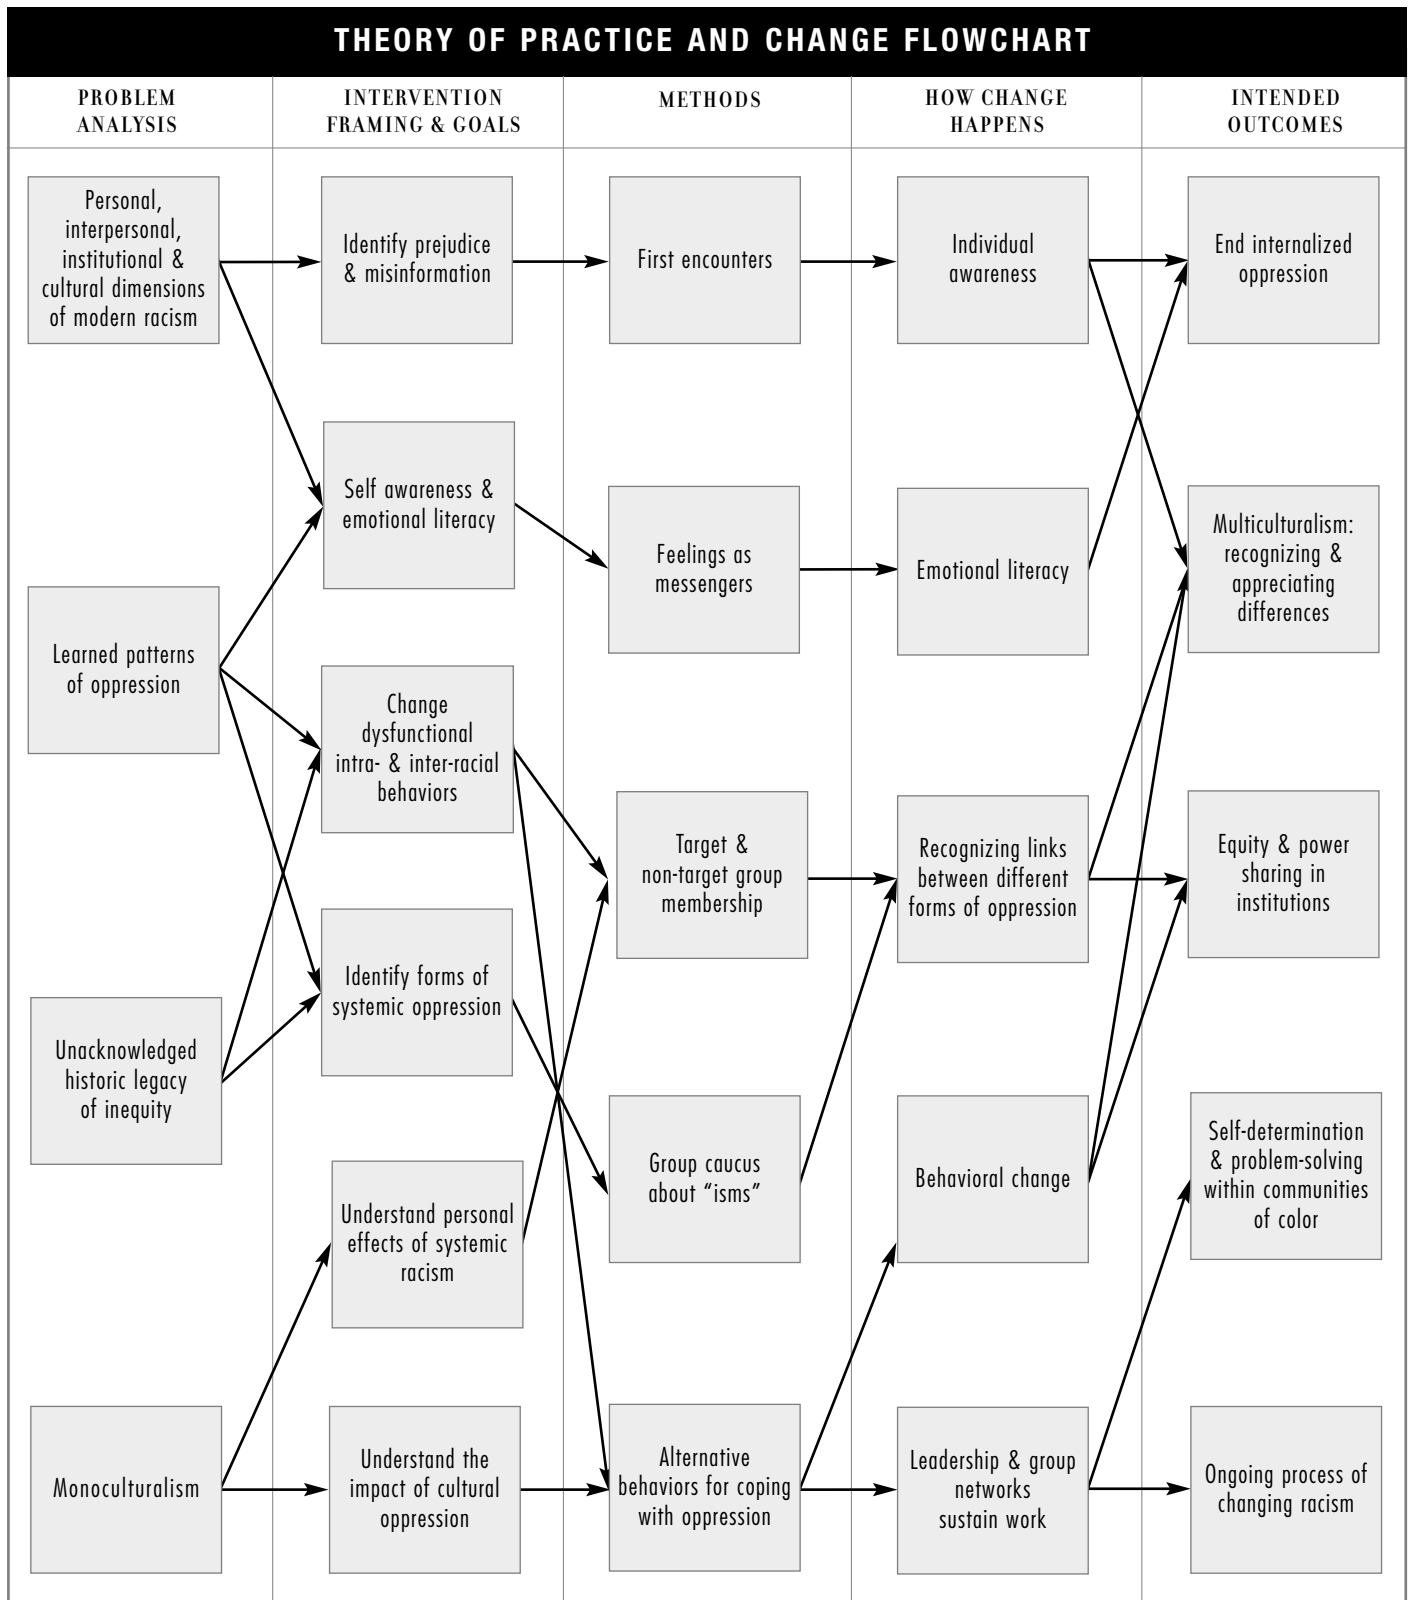 THEORY OF PRACTICE AND CHANGE FLOWCHART
PROBLEM
ANALYSIS
INTERVENTION
FRAMING & GOALS
METHODS
HOW CHANGE
HAPPENS
INTENDED
OUTCOMES
Personal,
interpersonal,
institutional &
cultural dimensions
of modern racism
Learned patterns
of oppression
Unacknowledged
historic legacy
of inequity
Monoculturalism
Identify prejudice
& misinformation
Self awareness &
emotional literacy
Change
dysfunctional
intra- & inter-racial
behaviors
Identify forms of
systemic oppression
Understand personal
effects of systemic
racism
Understand the
impact of cultural
oppression
First encounters
Feelings as
messengers
Target &
non-target group
membership
Group caucus
about “isms”
Alternative
behaviors for coping
with oppression
Individual
awareness
Emotional literacy
Recognizing links
between different
forms of oppression
Behavioral change
Leadership & group
networks
sustain work
End internalized
oppression
Multiculturalism:
recognizing &
appreciating
differences
Equity & power
sharing in
institutions
Self-determination
& problem-solving
within communities
of color
Ongoing process of
changing racism